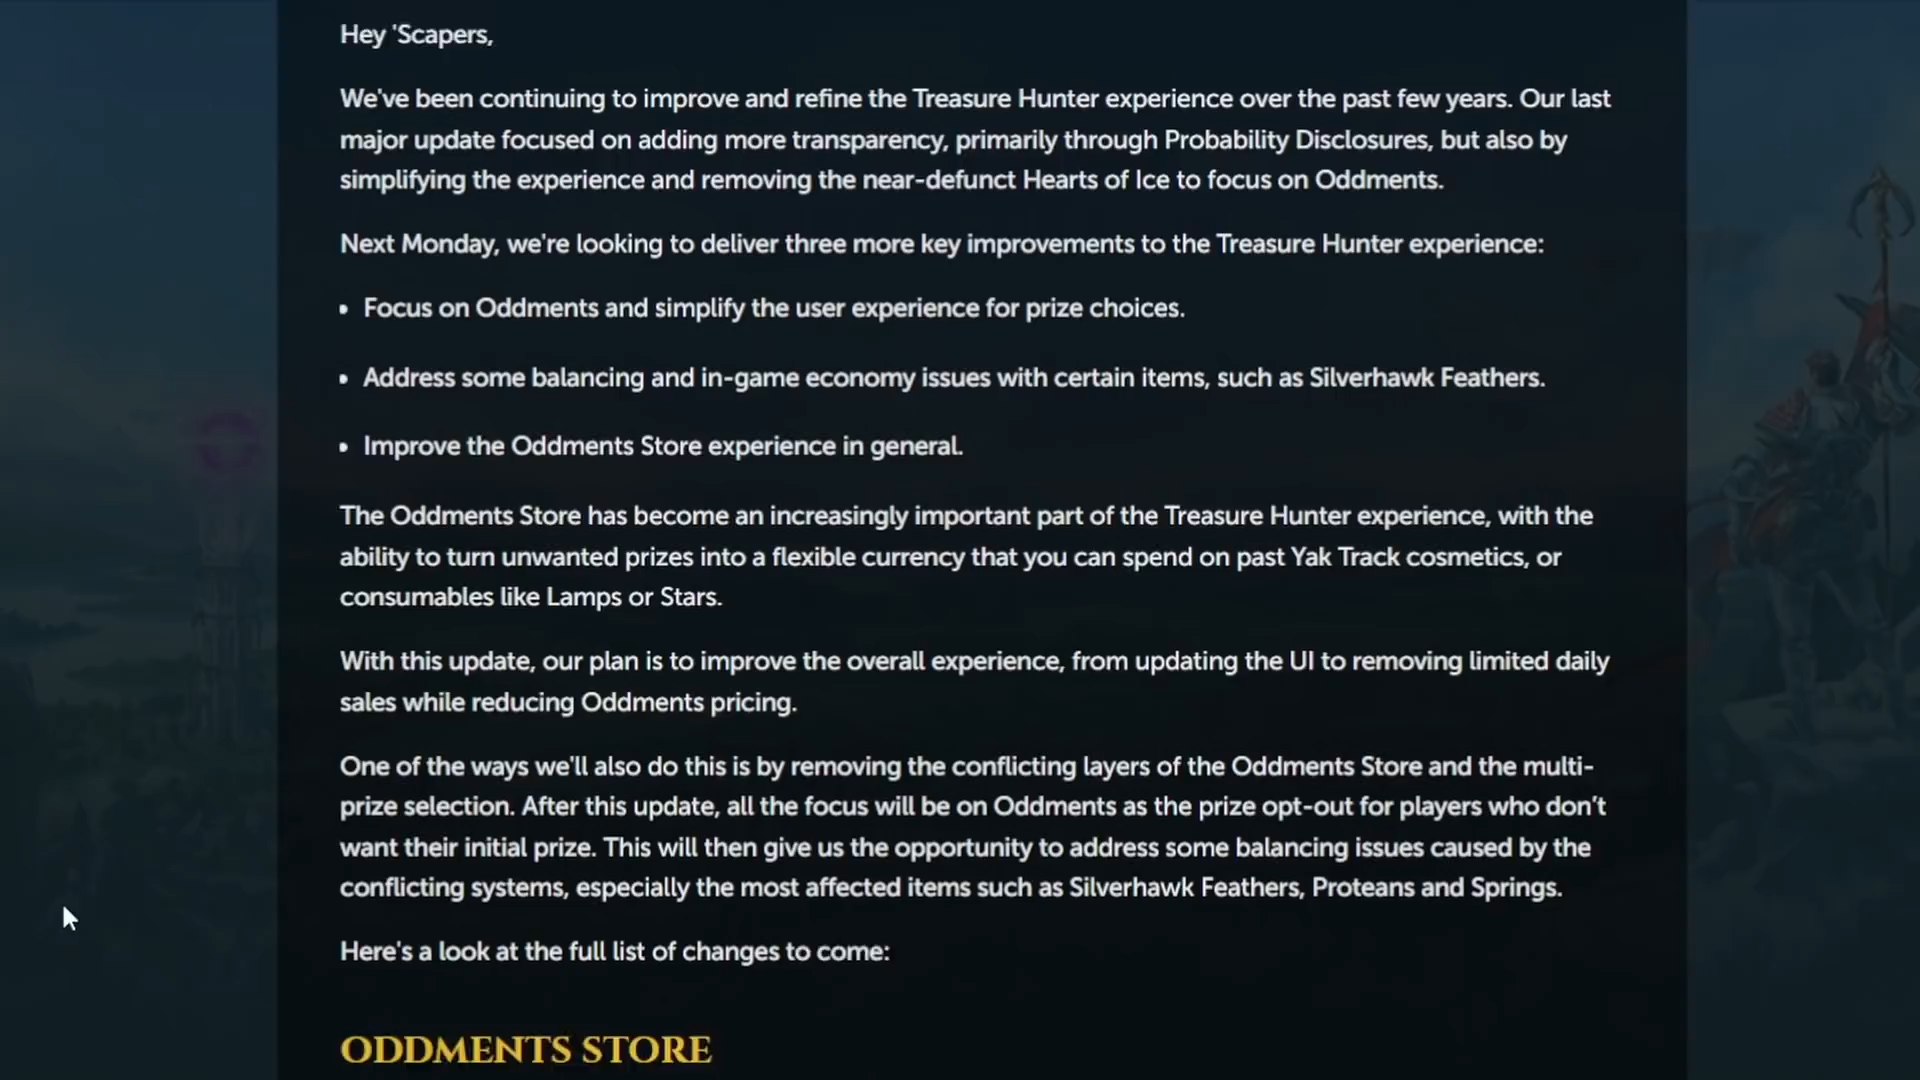 Hey 'Scapers,
We've been continuing to improve and refine the Treasure Hunter experience over the past few years. Our last
major update focused on adding more transparency, primarily through Probability Disclosures, but also by
simplifying the experience and removing the near-defunct Hearts of Ice to focus on Oddments.
Next Monday, we're looking to deliver three more key improvements to the Treasure Hunter experience:
• Focus on Oddments and simplify the user experience for prize choices.
• Address some balancing and in-game economy issues with certain items, such as Silverhawk Feathers.
• Improve the Oddments Store experience in general.
The Oddments Store has become an increasingly important part of the Treasure Hunter experience, with the
ability to turn unwanted prizes into a flexible currency that you can spend on past Yak Track cosmetics, or
consumables like Lamps or Stars.
With this update, our plan is to improve the overall experience, from updating the UI to removing limited daily
sales while reducing Oddments pricing.
One of the ways we'll also do this is by removing the conflicting layers of the Oddments Store and the multi-
prize selection. After this update, all the focus will be on Oddments as the prize opt-out for players who don’t
want their initial prize. This will then give us the opportunity to address some balancing issues caused by the
conflicting systems, especially the most affected items such as Silverhawk Feathers, Proteans and Springs.
Here's a look at the full list of changes to come:
ODDMENTS STORE